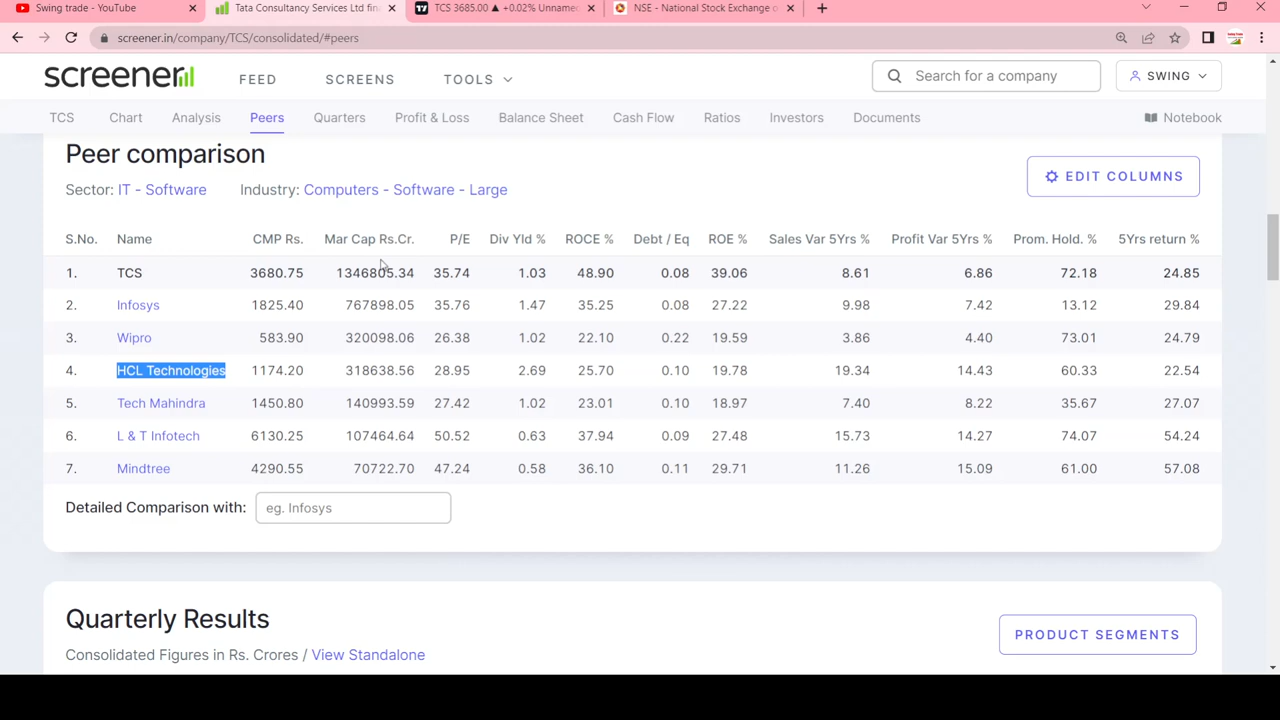 Swing trade - YouTube
Tata Consultancy Services Ltd fin
TCS 3685.00 ▲ +0.02% Unname
NSE - National Stock Exchange o
screener.in/company/TCS/consolidated/#peers
screener
FEED SCREENS TOOLS
Search for a company
SWING
TCS Chart Analysis Peers Quarters Profit & Loss Balance Sheet Cash Flow Ratios Investors Documents Notebook
Peer comparison
Sector: IT - Software Industry: Computers - Software - Large
EDIT COLUMNS
S.No. Name CMP Rs. Mar Cap Rs.Cr. P/E Div Yld % ROCE % Debt / Eq ROE % Sales Var 5Yrs % Profit Var 5Yrs % Prom. Hold. % 5Yrs return %
1. TCS 3680.75 1346805.34 35.74 1.03 48.90 0.08 39.06 8.61 6.86 72.18 24.85
2. Infosys 1825.40 767898.05 35.76 1.47 35.25 0.08 27.22 9.98 7.42 13.12 29.84
3. Wipro 583.90 320098.06 26.38 1.02 22.10 0.22 19.59 3.86 4.40 73.01 24.79
4. HCL Technologies 1174.20 318638.56 28.95 2.69 25.70 0.10 19.78 19.34 14.43 60.33 22.54
5. Tech Mahindra 1450.80 140993.59 27.42 1.02 23.01 0.10 18.97 7.40 8.22 35.67 27.07
6. L & T Infotech 6130.25 107464.64 50.52 0.63 37.94 0.09 27.48 15.73 14.27 74.07 54.24
7. Mindtree 4290.55 70722.70 47.24 0.58 36.10 0.11 29.71 11.26 15.09 61.00 57.08
Detailed Comparison with: eg. Infosys
Quarterly Results
PRODUCT SEGMENTS
Consolidated Figures in Rs. Crores / View Standalone